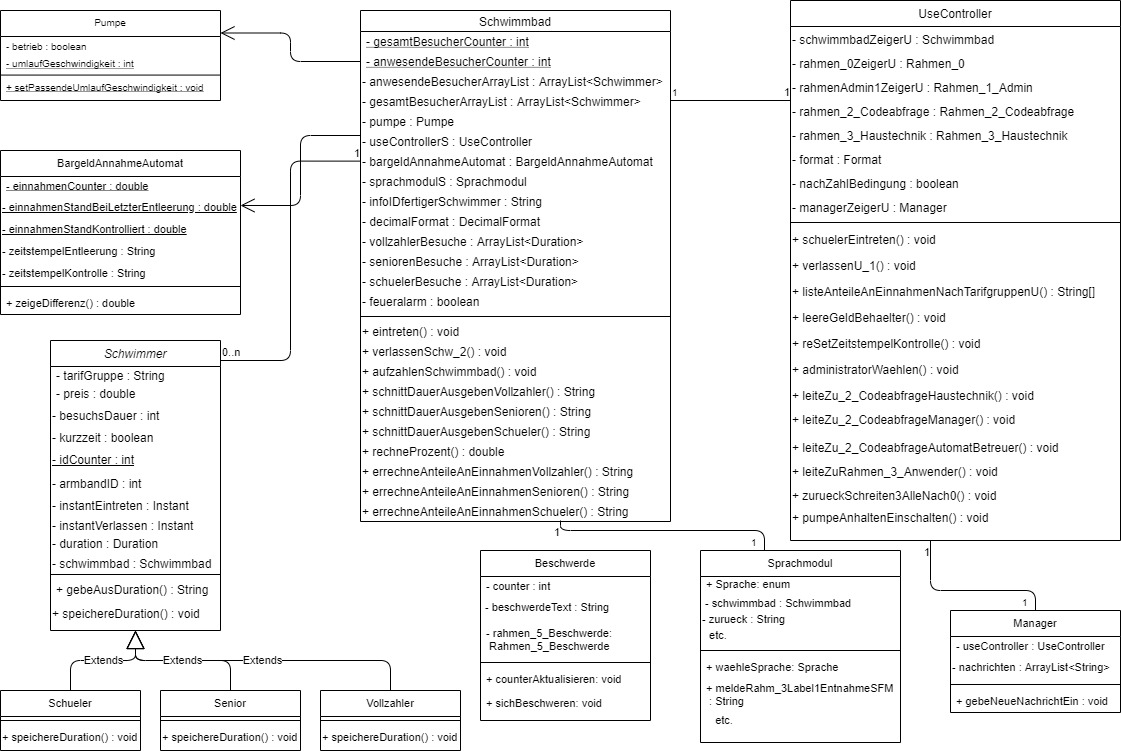 Pumpe
- betrieb : boolean
- umlaufGeschwindigkeit : int
+ setPassendeUmlaufGeschwindigkeit : void
BargeldAnnahmeAutomat
- einnahmenCounter : double
- einnahmenStandBeiLetzterEntleerung : double
- einnahmenStandKontrolliert : double
- zeitstempelEntleerung : String
- zeitstempelKontrolle : String
+ zeigeDifferenz() : double
Schwimmer
- tarifGruppe : String
- preis : double
- besuchsDauer : int
- kurzzeit : boolean
- idCounter : int
- armbandID : int
- instantEintreten : Instant
- instantVerlassen : Instant
- duration : Duration
- schwimmbad : Schwimmbad
+ gebeAusDuration() : String
+ speichereDuration() : void
Extends
Extends
Extends
Schueler
+ speichereDuration() : void
Senior
+ speichereDuration() : void
Vollzahler
+ speichereDuration() : void
Schwimmbad
- gesamtBesucherCounter : int
- anwesendeBesucherCounter : int
- anwesendeBesucherArrayList : ArrayList<Schwimmer>
- gesamtBesucherArrayList : ArrayList<Schwimmer>
- pumpe : Pumpe
- useControllerS : UseController
- bargeldAnnahmeAutomat : BargeldAnnahmeAutomat
- sprachmodulS : Sprachmodul
- infoIDfertigerSchwimmer : String
- decimalFormat : DecimalFormat
- vollzahlerBesuche : ArrayList<Duration>
- seniorenBesuche : ArrayList<Duration>
- schuelerBesuche : ArrayList<Duration>
- feueralarm : boolean
+ eintreten() : void
+ verlassenSchw_2() : void
+ aufzahlenSchwimmbad() : void
+ schnittDauerAusgebenVollzahler() : String
+ schnittDauerAusgebenSenioren() : String
+ schnittDauerAusgebenSchueler() : String
+ rechneProzent() : double
+ errechneAnteileAnEinnahmenVollzahler() : String
+ errechneAnteileAnEinnahmenSenioren() : String
+ errechneAnteileAnEinnahmenSchueler() : String
1
0..n
1
1
1
1
1
1
UseController
- schwimmbadZeigerU : Schwimmbad
- rahmen_0ZeigerU : Rahmen_0
- rahmenAdmin1ZeigerU : Rahmen_1_Admin
- rahmen_2_Codeabfrage : Rahmen_2_Codeabfrage
- rahmen_3_Haustechnik : Rahmen_3_Haustechnik
- format : Format
- nachZahlBedingung : boolean
- managerZeigerU : Manager
+ schuelerEintreten() : void
+ verlassenU_1() : void
+ listeAnteileAnEinnahmenNachTarifgruppenU() : String[]
+ leereGeldBehaelter() : void
+ reSetZeitstempelKontrolle() : void
+ administratorWaehlen() : void
+ leiteZu_2_CodeabfrageHaustechnik() : void
+ leiteZu_2_CodeabfrageManager() : void
+ leiteZu_2_CodeabfrageAutomatBetreuer() : void
+ leiteZuRahmen_3_Anwender() : void
+ zurueckSchreiten3AlleNach0() : void
+ pumpeAnhaltenEinschalten() : void
Beschwerde
- counter : int
- beschwerdeText : String
- rahmen_5_Beschwerde:
Rahmen_5_Beschwerde
+ counterAktualisieren: void
+ sichBeschweren: void
Sprachmodul
+ Sprache: enum
- schwimmbad : Schwimmbad
- zurueck : String
etc.
+ waehleSprache: Sprache
+ meldeRahm_3Label1EntnahmeSFM
: String
etc.
Manager
- useController : UseController
- nachrichten : ArrayList<String>
+ gebeNeueNachrichtEin : void